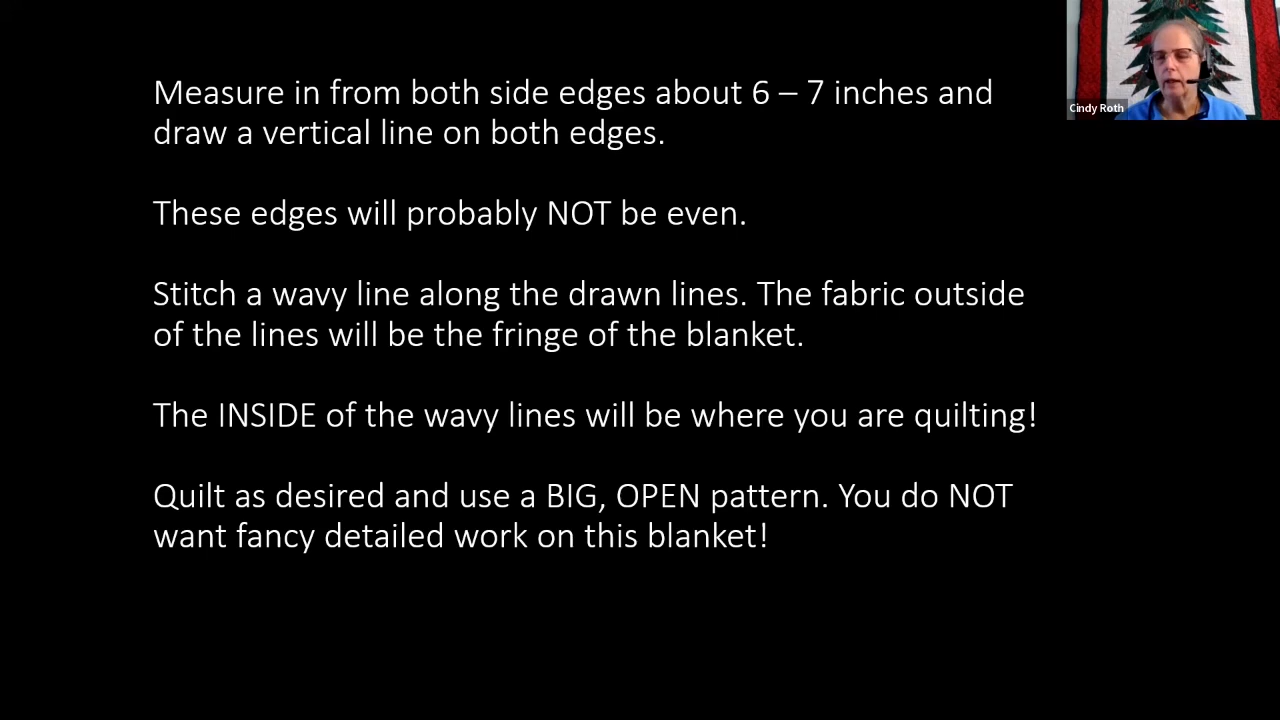 Measure in from both side edges about 6 – 7 inches and
draw a vertical line on both edges.
These edges will probably NOT be even.
Stitch a wavy line along the drawn lines. The fabric outside
of the lines will be the fringe of the blanket.
The INSIDE of the wavy lines will be where you are quilting!
Quilt as desired and use a BIG, OPEN pattern. You do NOT
want fancy detailed work on this blanket!
Cindy Roth